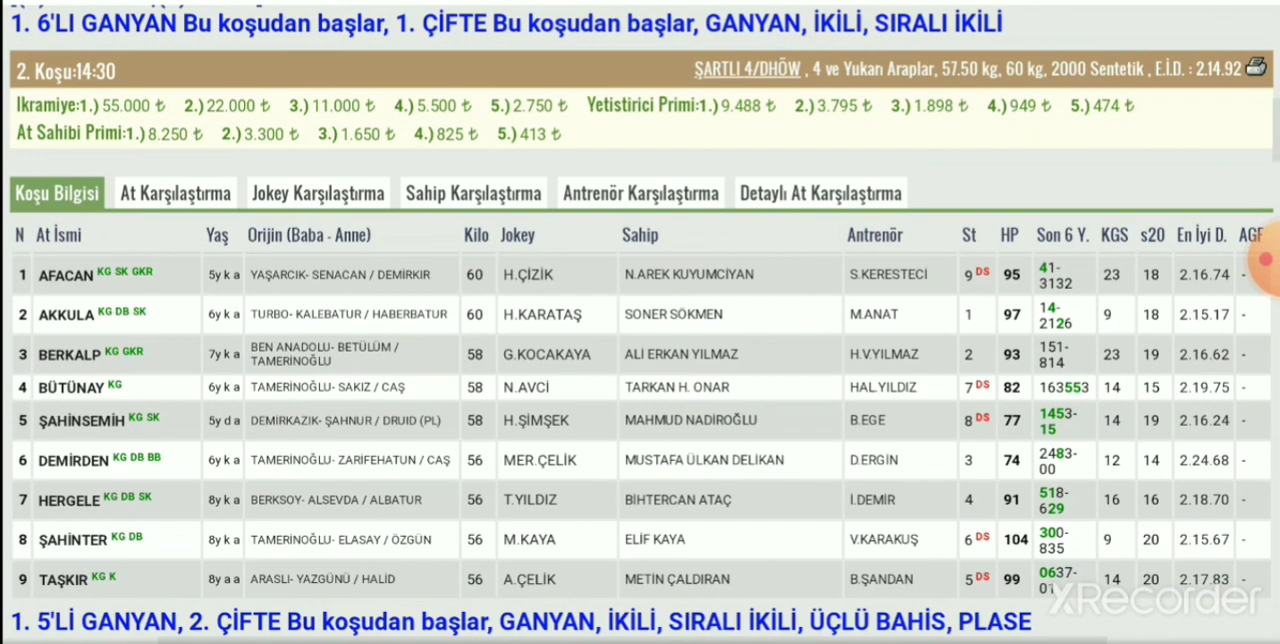 1. 6'LI GANYAN Bu koşudan başlar, 1. ÇİFTE Bu koşudan başlar, GANYAN, İKİLİ, SIRALI İKİLİ
2. Koşu:14:30 ŞARTLI 4/DHÖW , 4 ve Yukarı Araplar, 57.50 kg, 60 kg, 2000 Sentetik , E.İ.D. : 2.14.92
Ikramiye:1.) 55.000 ₺ 2.) 22.000 ₺ 3.) 11.000 ₺ 4.) 5.500 ₺ 5.) 2.750 ₺ Yetistirici Primi:1.) 9.488 ₺ 2.) 3.795 ₺ 3.) 1.898 ₺ 4.) 949 ₺ 5.) 474 ₺
At Sahibi Primi:1.) 8.250 ₺ 2.) 3.300 ₺ 3.) 1.650 ₺ 4.) 825 ₺ 5.) 413 ₺
Koşu Bilgisi At Karşılaştırma Jokey Karşılaştırma Sahip Karşılaştırma Antrenör Karşılaştırma Detaylı At Karşılaştırma
N At İsmi Yaş Orijin (Baba - Anne) Kilo Jokey Sahip Antrenör St HP Son 6 Y. KGS s20 En İyi D. AGF
1 AFACAN KG SK GKR 5y k a YAŞARCIK- SENACAN / DEMİRKIR 60 H.ÇİZİK N.AREK KUYUMCİYAN S.KERESTECİ 9 DS 95 41-3132 23 18 2.16.74 -
2 AKKULA KG DB SK 6y k a TURBO- KALEBATUR / HABERBATUR 60 H.KARATAŞ SONER SÖKMEN M.ANAT 1 97 14-2126 9 18 2.15.17 -
3 BERKALP KG GKR 7y k a BEN ANADOLU- BETÜLÜM / TAMERİNOĞLU 58 G.KOCAKAYA ALİ ERKAN YILMAZ H.V.YILMAZ 2 93 151-814 23 19 2.16.62 -
4 BÜTÜNAY KG 6y k a TAMERİNOĞLU- SAKIZ / CAŞ 58 N.AVCİ TARKAN H. ONAR HAL.YILDIZ 7 DS 82 163553 14 15 2.19.75 -
5 ŞAHİNSEMİH KG SK 5y d a DEMİRKAZIK- ŞAHNUR / DRUID (PL) 58 H.ŞİMŞEK MAHMUD NADİROĞLU B.EGE 8 DS 77 1453-15 14 19 2.16.24 -
6 DEMİRDEN KG DB BB 6y k a TAMERİNOĞLU- ZARİFEHATUN / CAŞ 56 MER.ÇELİK MUSTAFA ÜLKAN DELİKAN D.ERGİN 3 74 2483-00 12 14 2.24.68 -
7 HERGELE KG DB SK 8y k a BERKSOY- ALSEVDA / ALBATUR 56 T.YILDIZ BİHTERCAN ATAÇ İ.DEMİR 4 91 518-629 16 16 2.18.70 -
8 ŞAHİNTER KG DB 8y k a TAMERİNOĞLU- ELASAY / ÖZGÜN 56 M.KAYA ELİF KAYA V.KARAKUŞ 6 DS 104 300-835 9 20 2.15.67 -
9 TAŞKIR KG K 8y a a ARASLI- YAZGÜNÜ / HALİD 56 A.ÇELİK METİN ÇALDIRAN B.ŞANDAN 5 DS 99 0637-01 14 20 2.17.83 -
XRecorder
1. 5'Lİ GANYAN, 2. ÇİFTE Bu koşudan başlar, GANYAN, İKİLİ, SIRALI İKİLİ, ÜÇLÜ BAHİS, PLASE